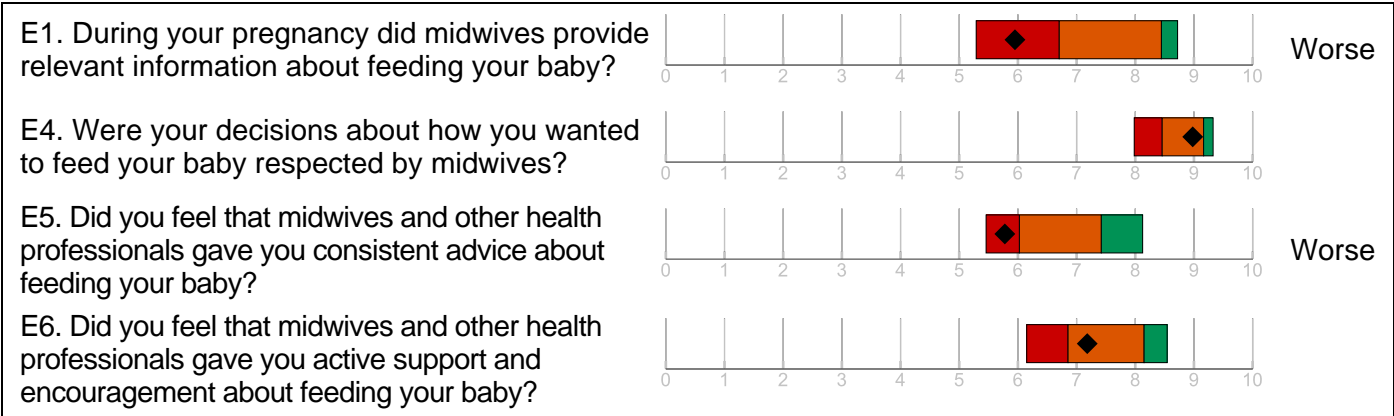 E1. During your pregnancy did midwives provide
relevant information about feeding your baby?
0 1 2 3 4 5 6 7 8 9 10
Worse
E4. Were your decisions about how you wanted
to feed your baby respected by midwives?
0 1 2 3 4 5 6 7 8 9 10
E5. Did you feel that midwives and other health
professionals gave you consistent advice about
feeding your baby?
0 1 2 3 4 5 6 7 8 9 10
Worse
E6. Did you feel that midwives and other health
professionals gave you active support and
encouragement about feeding your baby?
0 1 2 3 4 5 6 7 8 9 10